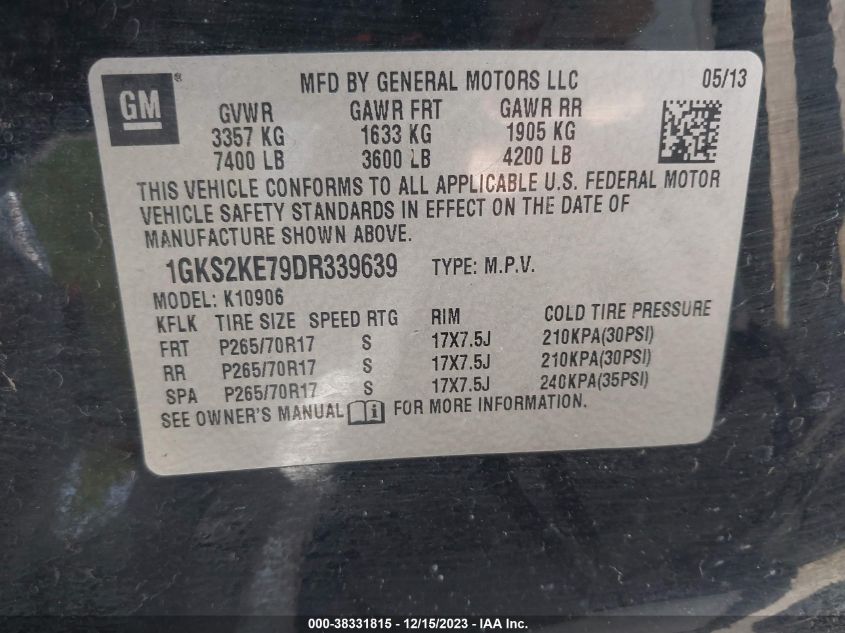 GM ®
MFD BY GENERAL MOTORS LLC 05/13
GVWR GAWR FRT GAWR RR
3357 KG 1633 KG 1905 KG
7400 LB 3600 LB 4200 LB
THIS VEHICLE CONFORMS TO ALL APPLICABLE U.S. FEDERAL MOTOR
VEHICLE SAFETY STANDARDS IN EFFECT ON THE DATE OF
MANUFACTURE SHOWN ABOVE.
1GKS2KE79DR339639 TYPE: M.P.V.
MODEL: K10906
KFLK TIRE SIZE SPEED RTG RIM COLD TIRE PRESSURE
FRT P265/70R17 S 17X7.5J 210KPA(30PSI)
RR P265/70R17 S 17X7.5J 210KPA(30PSI)
SPA P265/70R17 S 17X7.5J 240KPA(35PSI)
SEE OWNER'S MANUAL i FOR MORE INFORMATION.
000-38331815 - 12/15/2023 - IAA Inc.